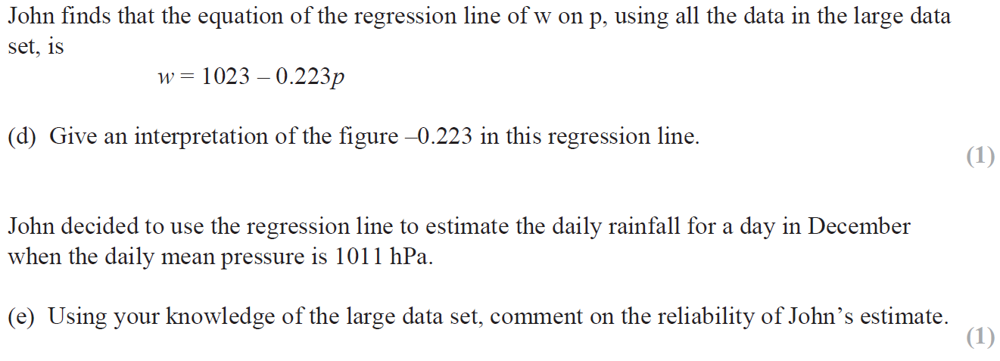 John finds that the equation of the regression line of w on p, using all the data in the large data
set, is
w = 1023 – 0.223p
(d) Give an interpretation of the figure –0.223 in this regression line.
(1)
John decided to use the regression line to estimate the daily rainfall for a day in December
when the daily mean pressure is 1011 hPa.
(e) Using your knowledge of the large data set, comment on the reliability of John’s estimate.
(1)